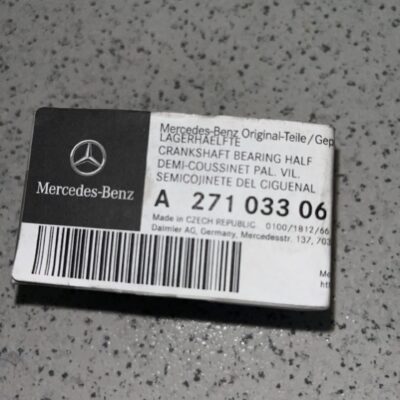 Mercedes-Benz
Mercedes-Benz Original-Teile/Gep
LAGERHAELFTE
CRANKSHAFT BEARING HALF
DEMI-COUSSINET PAL. VIL.
SEMICOJINETE DEL CIGUENAL
A 271 033 06
Made in CZECH REPUBLIC 0100/1812/66
Daimler AG, Germany, Mercedesstr. 137, 703
Me